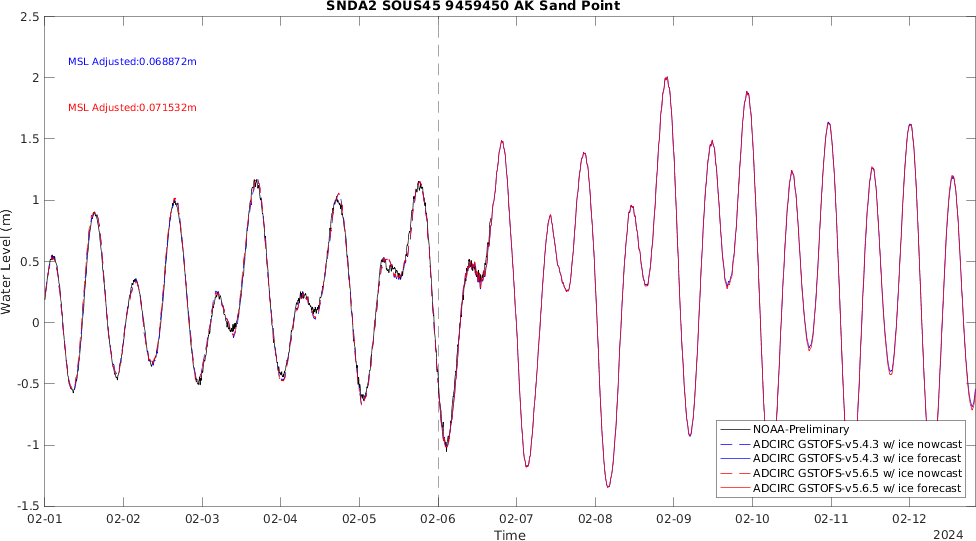 SNDA2 SOUS45 9459450 AK Sand Point
2.5
MSL Adjusted:0.068872m
2
MSL Adjusted:0.071532m
1.5
1
Water Level (m)
0.5
0
-0.5
-1
-1.5
NOAA-Preliminary
ADCIRC GSTOFS-v5.4.3 w/ ice nowcast
ADCIRC GSTOFS-v5.4.3 w/ ice forecast
ADCIRC GSTOFS-v5.6.5 w/ ice nowcast
ADCIRC GSTOFS-v5.6.5 w/ ice forecast
02-01 02-02 02-03 02-04 02-05 02-06 02-07 02-08 02-09 02-10 02-11 02-12
Time
2024